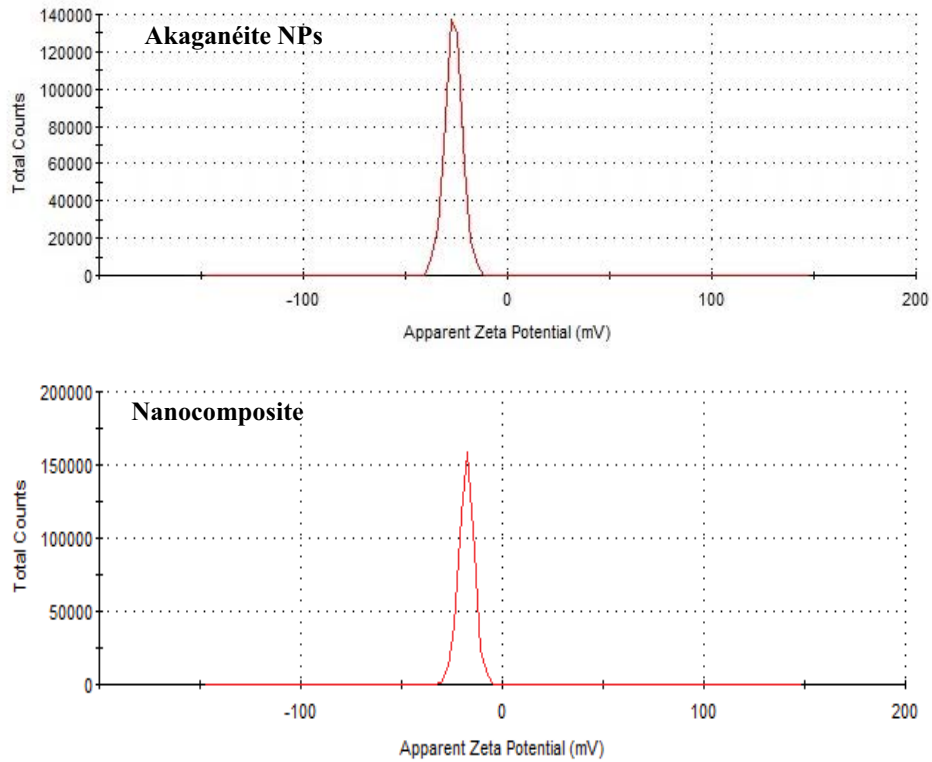 Akaganéite NPs
Total Counts
140000
120000
100000
80000
60000
40000
20000
0
-100 0 100 200
Apparent Zeta Potential (mV)
Nanocomposite
Total Counts
200000
150000
100000
50000
0
-100 0 100 200
Apparent Zeta Potential (mV)